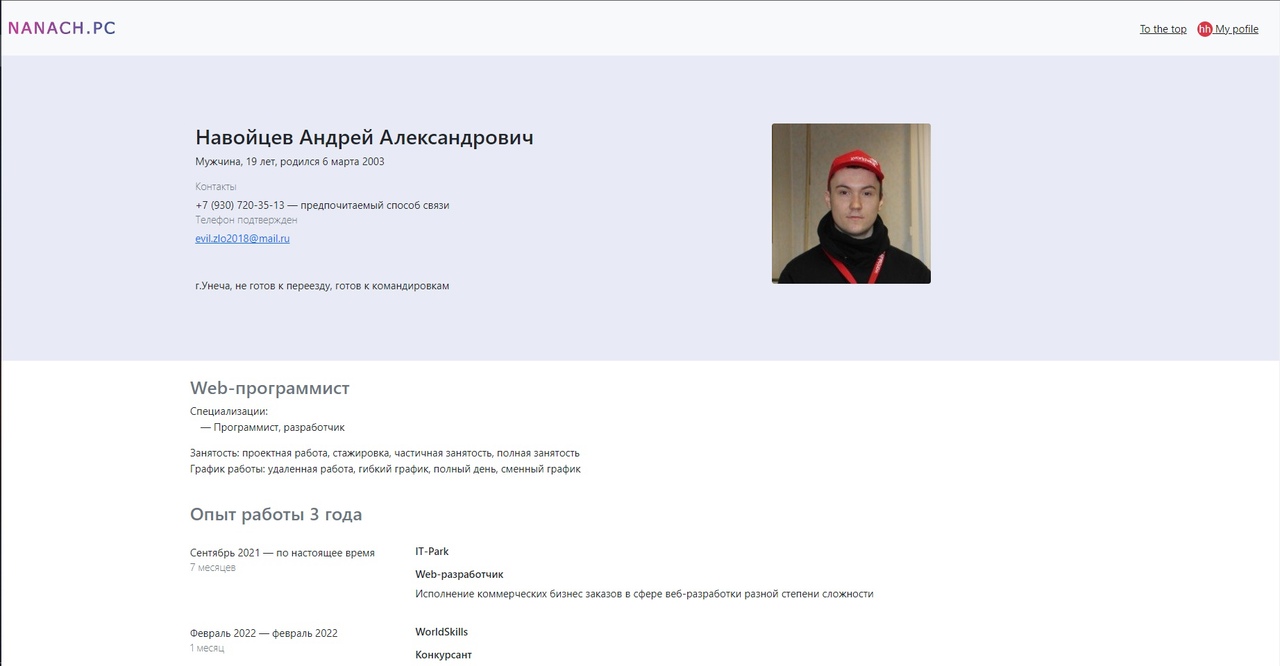 NANACH.PC
To the top hh My pofile
Навойцев Андрей Александрович
Мужчина, 19 лет, родился 6 марта 2003
Контакты
+7 (930) 720-35-13 — предпочитаемый способ связи
Телефон подтвержден
evil.zlo2018@mail.ru
г.Унеча, не готов к переезду, готов к командировкам
Web-программист
Специализации:
— Программист, разработчик
Занятость: проектная работа, стажировка, частичная занятость, полная занятость
График работы: удаленная работа, гибкий график, полный день, сменный график
Опыт работы 3 года
Сентябрь 2021 — по настоящее время
7 месяцев
IT-Park
Web-разработчик
Исполнение коммерческих бизнес заказов в сфере веб-разработки разной степени сложности
Февраль 2022 — февраль 2022
1 месяц
WorldSkills
Конкурсант